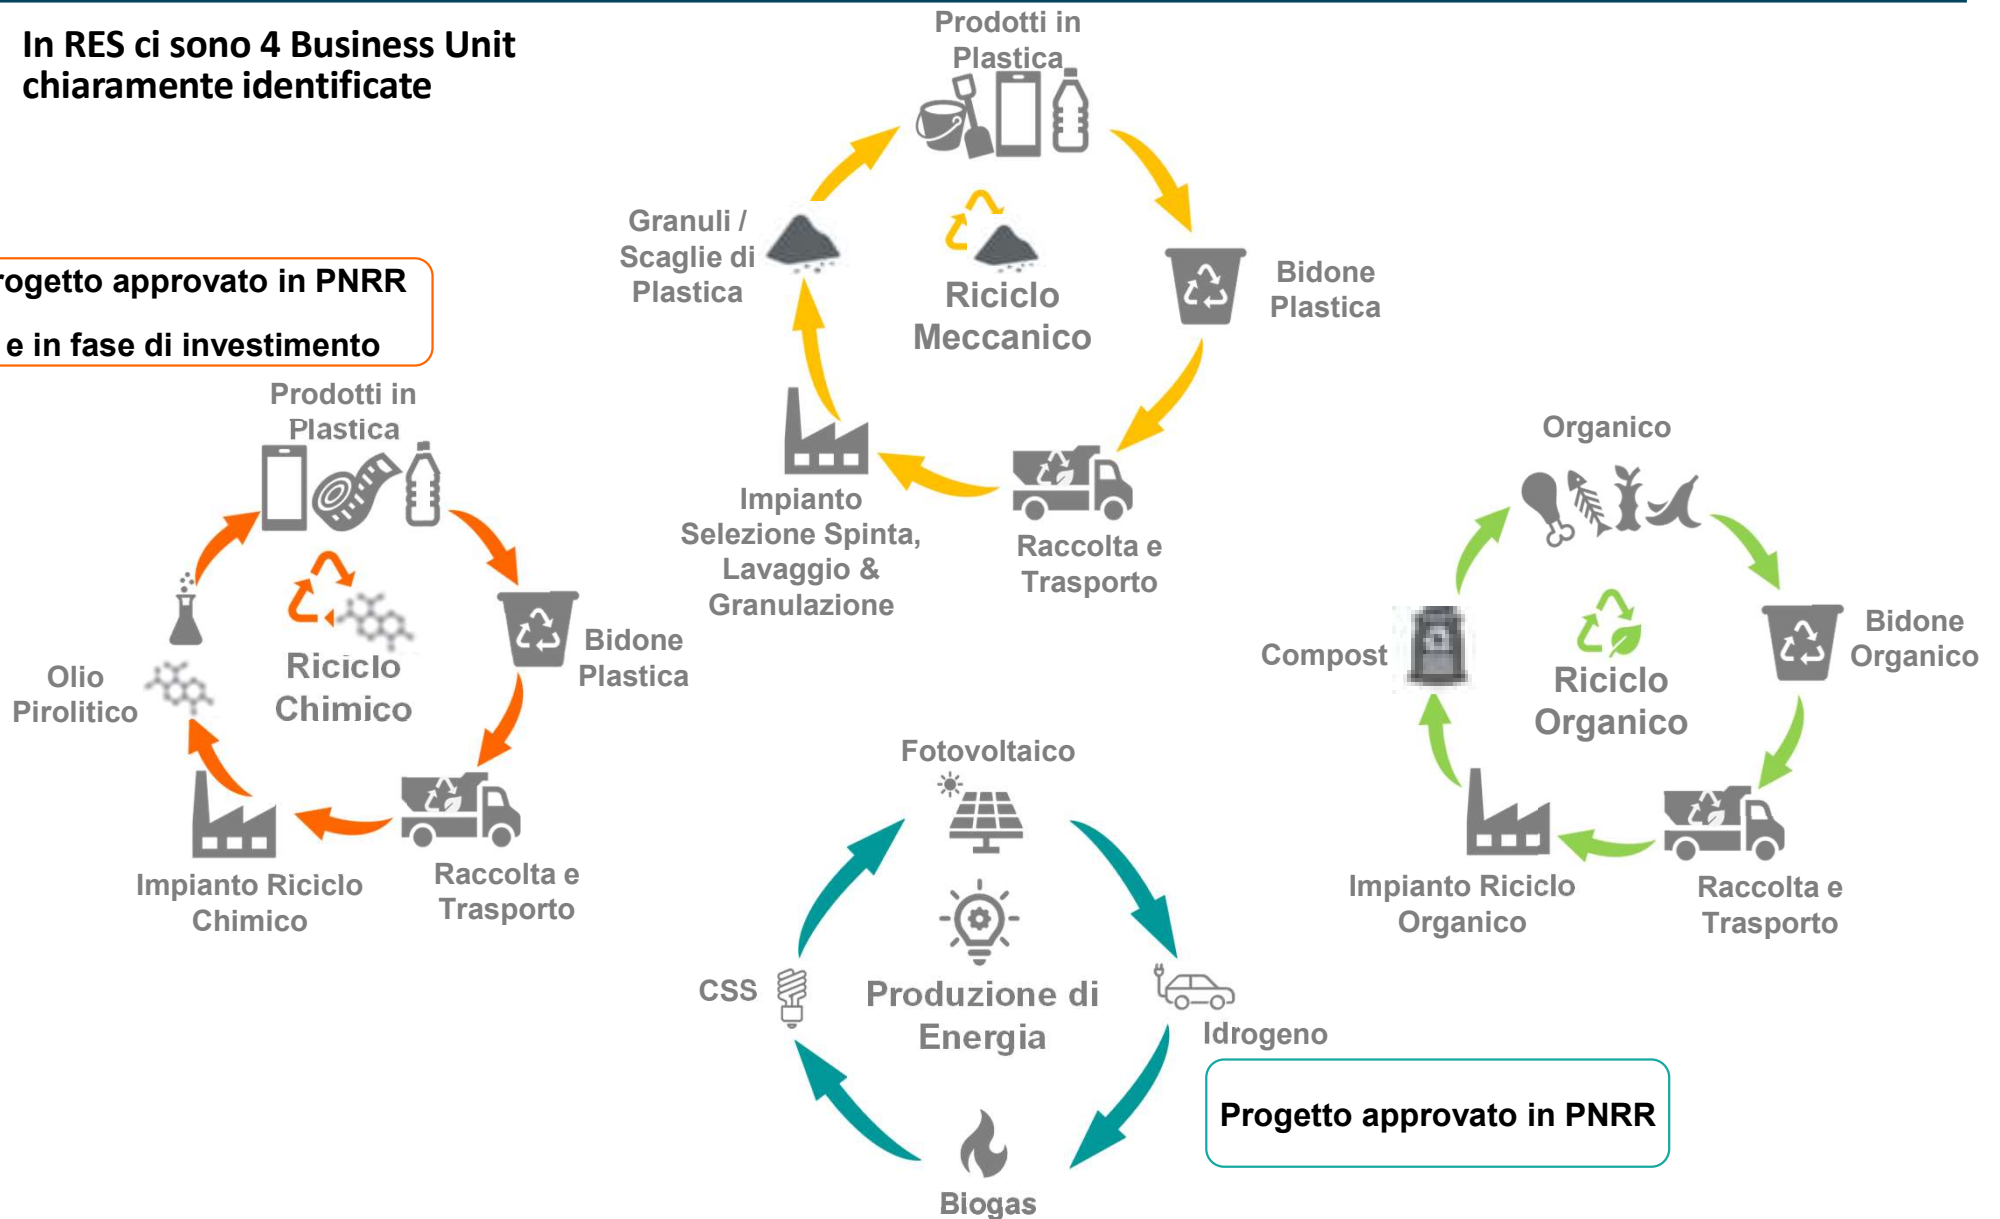 In RES ci sono 4 Business Unit
chiaramente identificate
Prodotti in
Plastica
Granuli /
Scaglie di
Plastica
Riciclo
Meccanico
Bidone
Plastica
Impianto
Selezione Spinta,
Lavaggio &
Granulazione
Raccolta e
Trasporto
rogetto approvato in PNRR
e in fase di investimento
Prodotti in
Plastica
Riciclo
Chimico
Bidone
Plastica
Olio
Pirolitico
Impianto Riciclo
Chimico
Raccolta e
Trasporto
Organico
Compost
Riciclo
Organico
Bidone
Organico
Impianto Riciclo
Organico
Raccolta e
Trasporto
Fotovoltaico
CSS
Produzione di
Energia
Idrogeno
Progetto approvato in PNRR
Biogas